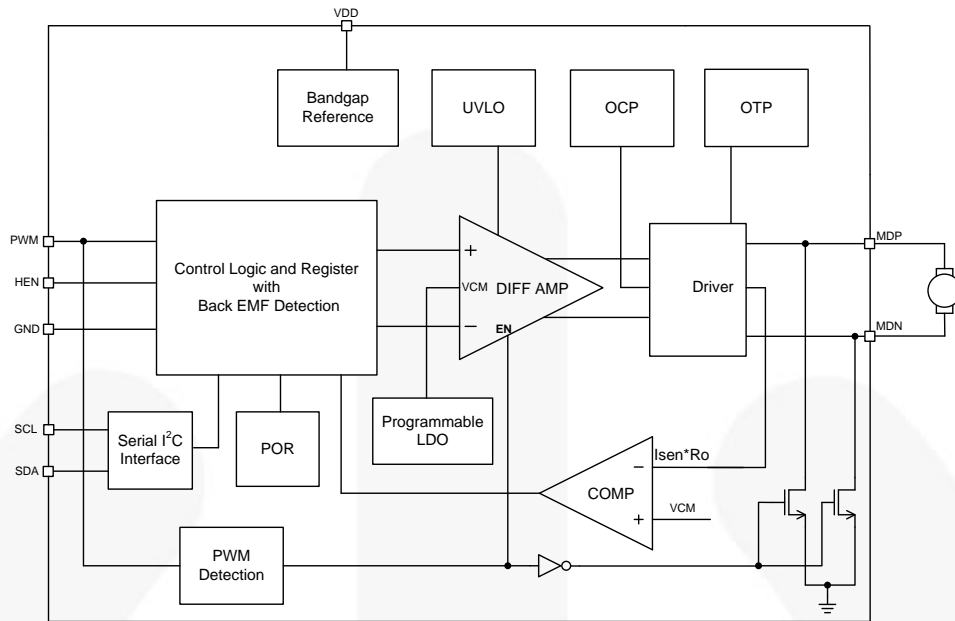 VDD
Bandgap
Reference
UVLO
OCP
OTP
PWM
HEN
GND
SCL
SDA
Control Logic and Register
with
Back EMF Detection
+
VCM
DIFF AMP
−
EN
Driver
MDP
MDN
Serial I²C
Interface
POR
Programmable
LDO
Isen*Ro
−
COMP
+
VCM
PWM
Detection